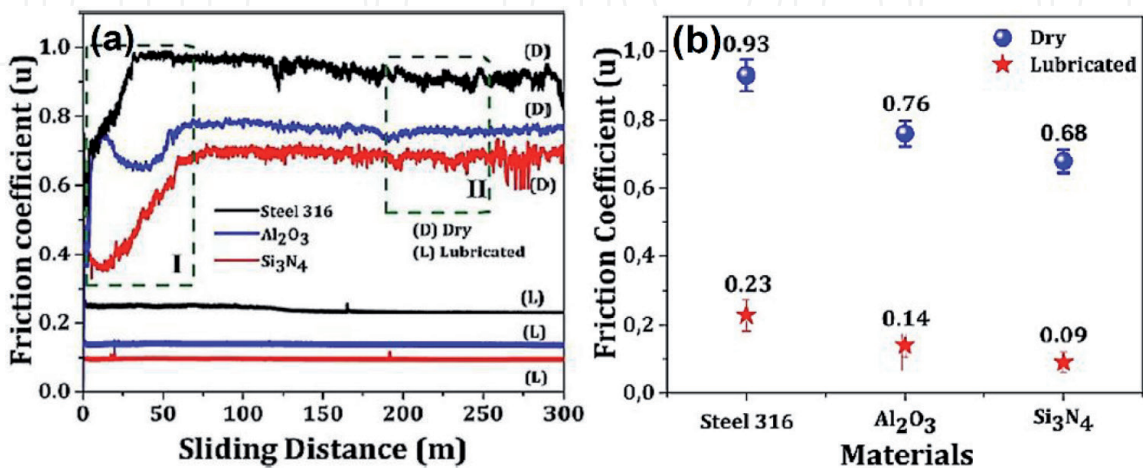 (a)
Friction coefficient (u)
1.0
0.8
0.6
0.4
0.2
0.0
(D)
(D)
(D)
I
II
Steel 316
Al₂O₃
Si₃N₄
(D) Dry
(L) Lubricated
(L)
(L)
(L)
0 50 100 150 200 250 300
Sliding Distance (m)
(b)
Friction Coefficient (u)
1,0
0,8
0,6
0,4
0,2
0,0
Dry
Lubricated
0.93
0.76
0.68
0.23
0.14
0.09
Steel 316 Al₂O₃ Si₃N₄
Materials